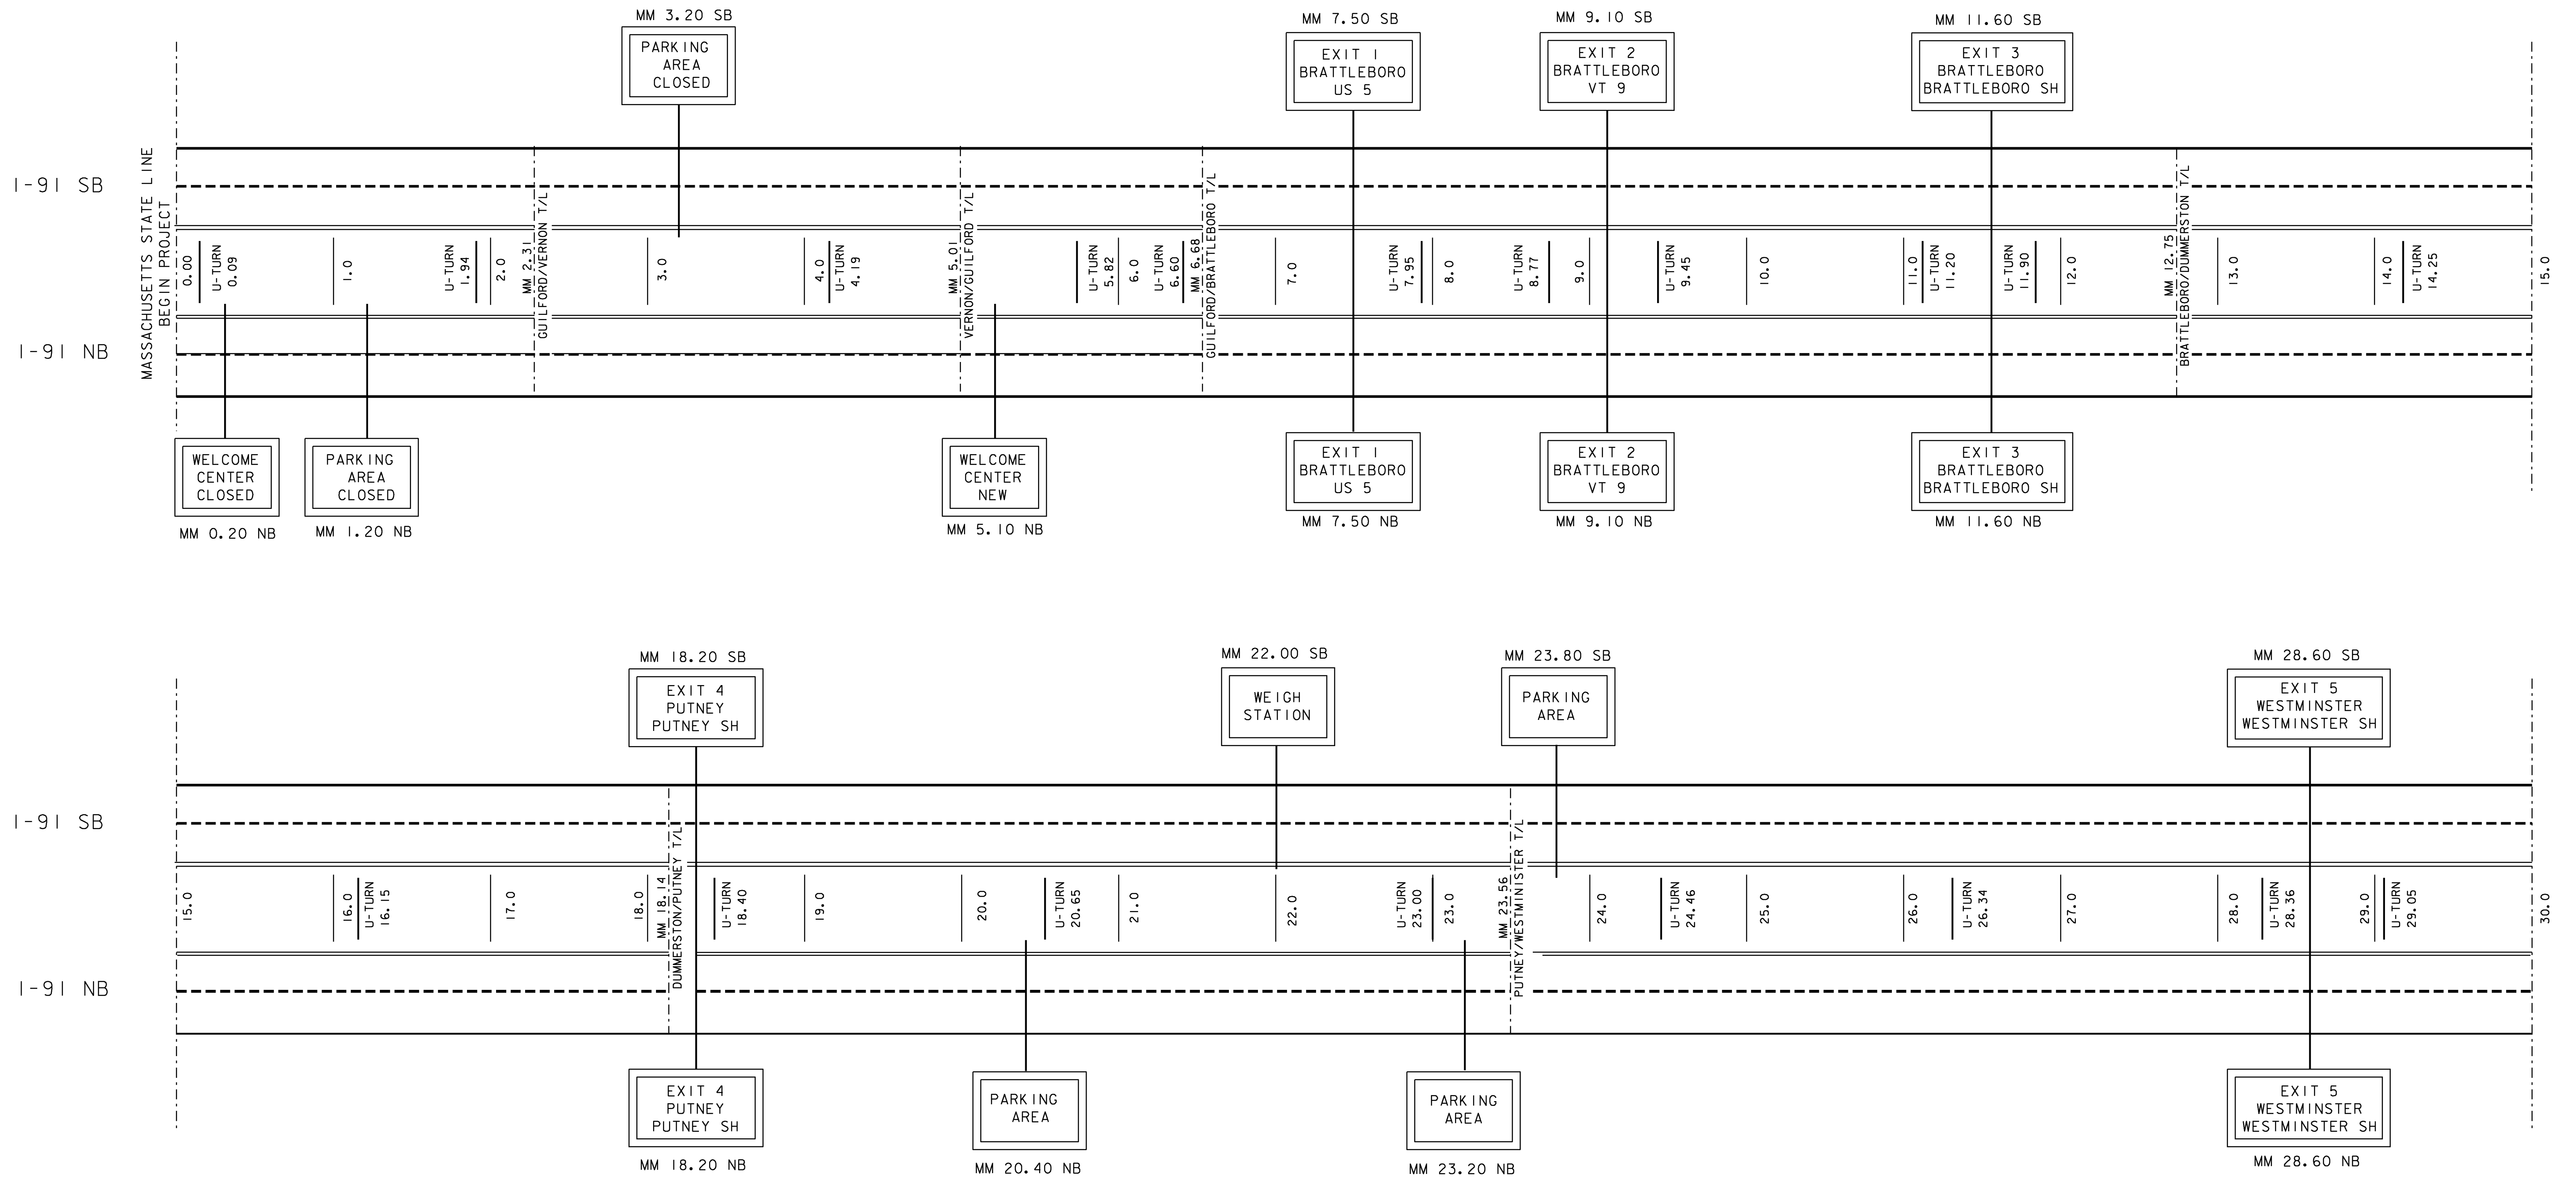 MM 3.20 SB
PARKING
AREA
CLOSED
MM 7.50 SB
EXIT 1
BRATTLEBORO
US 5
MM 9.10 SB
EXIT 2
BRATTLEBORO
VT 9
MM 11.60 SB
EXIT 3
BRATTLEBORO
BRATTLEBORO SH
I-91 SB
I-91 NB
MASSACHUSETTS STATE LINE
BEGIN PROJECT
0.00
U-TURN
0.09
1.0
U-TURN
1.94
2.0
MM 2.31
GUILFORD/VERNON T/L
3.0
4.0
U-TURN
4.19
MM 5.01
VERNON/GUILFORD T/L
U-TURN
5.82
6.0
U-TURN
6.60
MM 6.68
GUILFORD/BRATTLEBORO T/L
7.0
U-TURN
7.95
8.0
U-TURN
8.77
9.0
U-TURN
9.45
10.0
11.0
U-TURN
11.20
U-TURN
11.90
12.0
MM 12.75
BRATTLEBORO/DUMMERSTON T/L
13.0
14.0
U-TURN
14.25
15.0
WELCOME
CENTER
CLOSED
MM 0.20 NB
PARKING
AREA
CLOSED
MM 1.20 NB
WELCOME
CENTER
NEW
MM 5.10 NB
EXIT 1
BRATTLEBORO
US 5
MM 7.50 NB
EXIT 2
BRATTLEBORO
VT 9
MM 9.10 NB
EXIT 3
BRATTLEBORO
BRATTLEBORO SH
MM 11.60 NB
MM 18.20 SB
EXIT 4
PUTNEY
PUTNEY SH
MM 22.00 SB
WEIGH
STATION
MM 23.80 SB
PARKING
AREA
MM 28.60 SB
EXIT 5
WESTMINSTER
WESTMINSTER SH
I-91 SB
I-91 NB
15.0
16.0
U-TURN
16.15
17.0
18.0
MM 18.14
DUMMERSTON/PUTNEY T/L
U-TURN
18.40
19.0
20.0
U-TURN
20.65
21.0
22.0
U-TURN
23.00
23.0
MM 23.56
PUTNEY/WESTMINISTER T/L
24.0
U-TURN
24.46
25.0
26.0
U-TURN
26.34
27.0
28.0
U-TURN
28.36
29.0
U-TURN
29.05
30.0
EXIT 4
PUTNEY
PUTNEY SH
MM 18.20 NB
PARKING
AREA
MM 20.40 NB
PARKING
AREA
MM 23.20 NB
EXIT 5
WESTMINSTER
WESTMINSTER SH
MM 28.60 NB